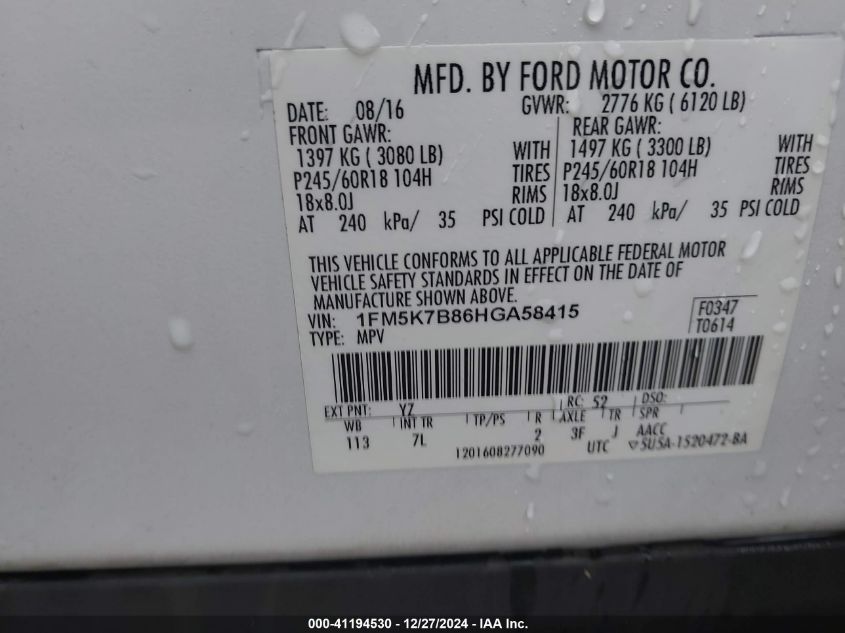 MFD. BY FORD MOTOR CO.
DATE: 08/16 GVWR: 2776 KG ( 6120 LB)
FRONT GAWR: REAR GAWR:
1397 KG ( 3080 LB) WITH 1497 KG ( 3300 LB) WITH
P245/60R18 104H TIRES P245/60R18 104H TIRES
18x8.0J RIMS 18x8.0J RIMS
AT 240 kPa/ 35 PSI COLD AT 240 kPa/ 35 PSI COLD
THIS VEHICLE CONFORMS TO ALL APPLICABLE FEDERAL MOTOR
VEHICLE SAFETY STANDARDS IN EFFECT ON THE DATE OF
MANUFACTURE SHOWN ABOVE.
VIN: 1FM5K7B86HGA58415 F0347
TYPE: MPV T0614
EXT PNT: YZ RC: 52 DSO:
WB INT TR TP/PS R AXLE TR SPR
113 7L 2 3F J AACC
1201608277090 UTC 5U5A-1520472-BA
000-41194530 - 12/27/2024 - IAA Inc.